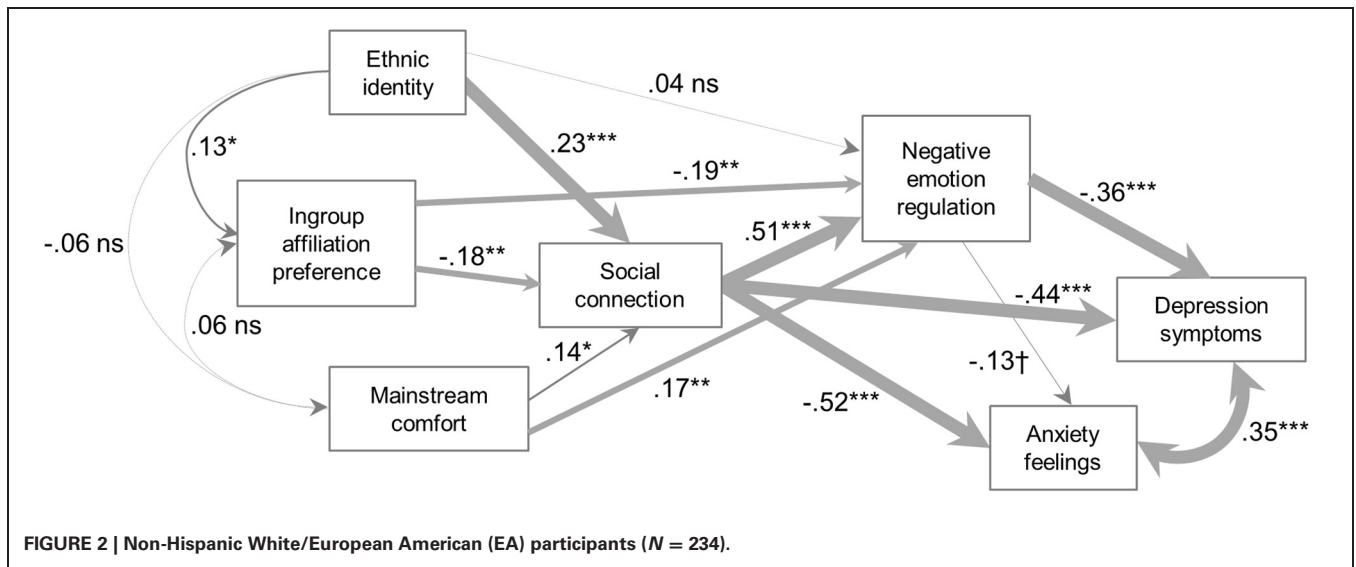 Ethnic
identity
.04 ns
.13*
.23***
Negative
emotion
regulation
-.19**
-.36***
Ingroup
affiliation
preference
-.06 ns
.51***
-.18**
Social
connection
-.44***
Depression
symptoms
.06 ns
.14*
-.13†
Mainstream
comfort
.17**
-.52***
Anxiety
feelings
.35***
FIGURE 2 | Non-Hispanic White/European American (EA) participants (N = 234).